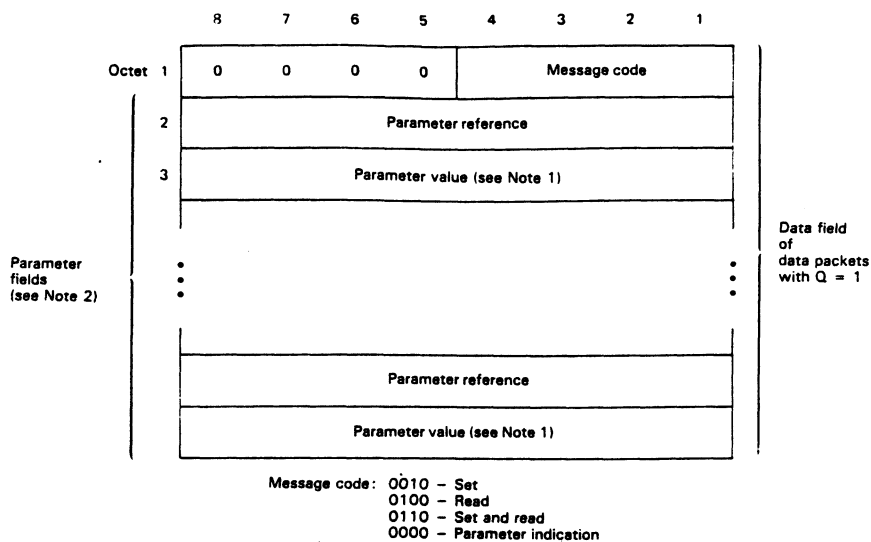 8 7 6 5 4 3 2 1
Octet 1 0 0 0 0 Message code
2 Parameter reference
3 Parameter value (see Note 1)
Parameter
fields
(see Note 2)
Data field
of
data packets
with Q = 1
Parameter reference
Parameter value (see Note 1)
Message code: 0010 – Set
0100 – Read
0110 – Set and read
0000 – Parameter indication